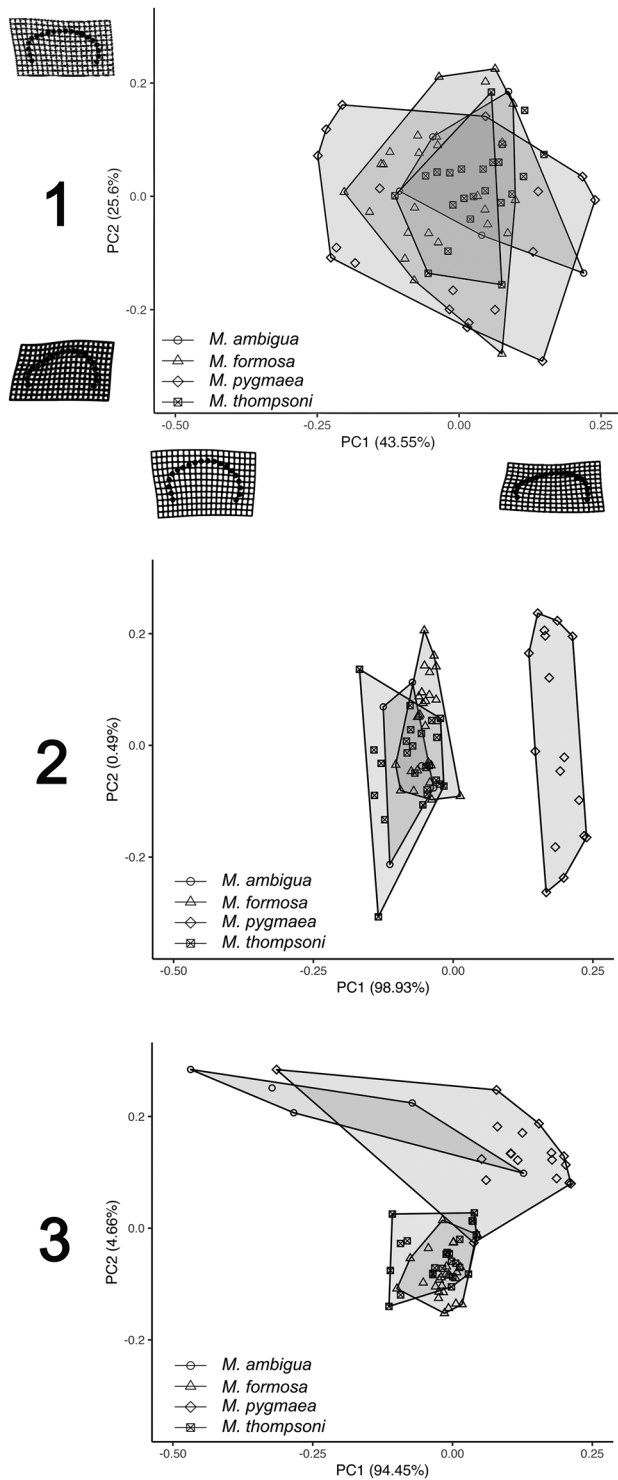 1
0.2
0.0
-0.2
PC2 (25.6%)
M. ambigua
M. formosa
M. pygmaea
M. thompsoni
-0.50
-0.25
0.00
0.25
PC1 (43.55%)
2
0.2
0.0
-0.2
PC2 (0.49%)
M. ambigua
M. formosa
M. pygmaea
M. thompsoni
-0.50
-0.25
0.00
0.25
PC1 (98.93%)
3
0.2
0.0
-0.2
PC2 (4.66%)
M. ambigua
M. formosa
M. pygmaea
M. thompsoni
-0.50
-0.25
0.00
0.25
PC1 (94.45%)